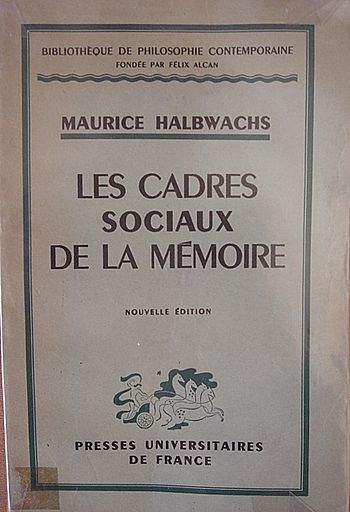 BIBLIOTHÈQUE DE PHILOSOPHIE CONTEMPORAINE
FONDÉE PAR FÉLIX ALCAN
MAURICE HALBWACHS
LES CADRES
SOCIAUX
DE LA MÉMOIRE
NOUVELLE ÉDITION
PRESSES UNIVERSITAIRES
DE FRANCE